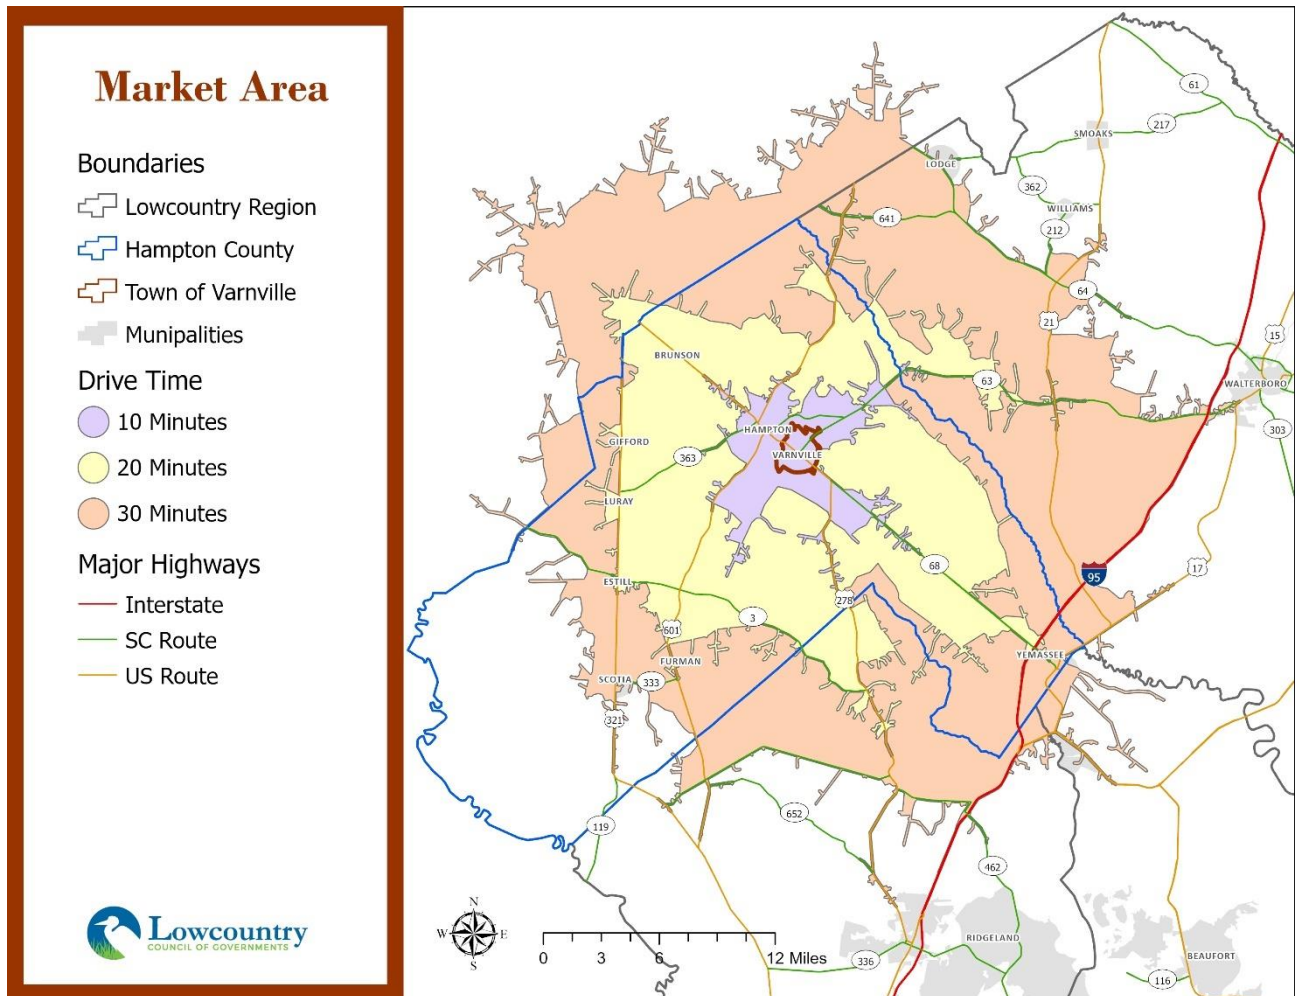 Market Area
Boundaries
Lowcountry Region
Hampton County
Town of Varnville
Munipalities
Drive Time
10 Minutes
20 Minutes
30 Minutes
Major Highways
Interstate
SC Route
US Route
Lowcountry
COUNCIL OF GOVERNMENTS
61
217
SMOAKS
LODGE
362
WILLIAMS
641
212
64
21
15
BRUNSON
63
WALTERBORO
HAMPTON
303
GIFFORD
363
VARNVILLE
LURAY
68
17
95
ESTILL
278
3
601
YEMASSEE
FURMAN
SCOTIA
333
321
652
119
462
N
W E
S
0 3 6 12 Miles
RIDGELAND
336
BEAUFORT
116